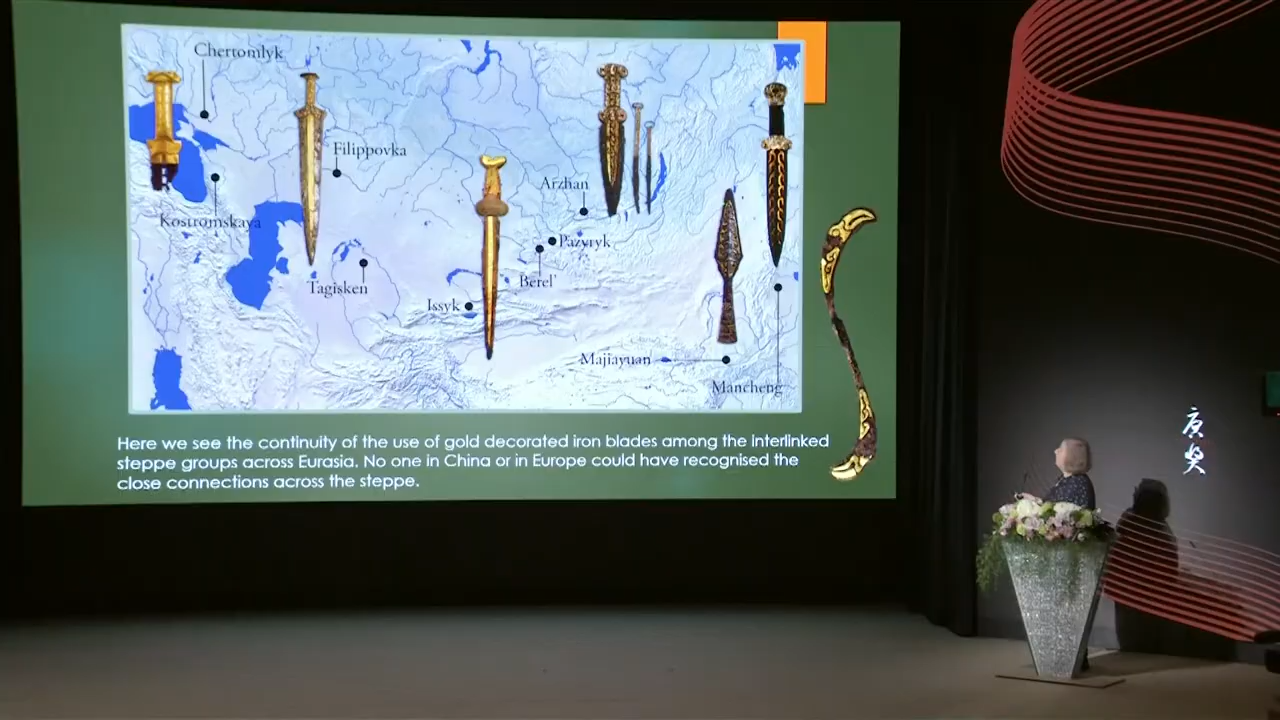 Chertomlyk
Filippovka
Arzhan
Kostromskaya
Pazyryk
Tagisken
Berel'
Issyk
Majiayuan
Mancheng
Here we see the continuity of the use of gold decorated iron blades among the interlinked
steppe groups across Eurasia. No one in China or in Europe could have recognised the
close connections across the steppe.